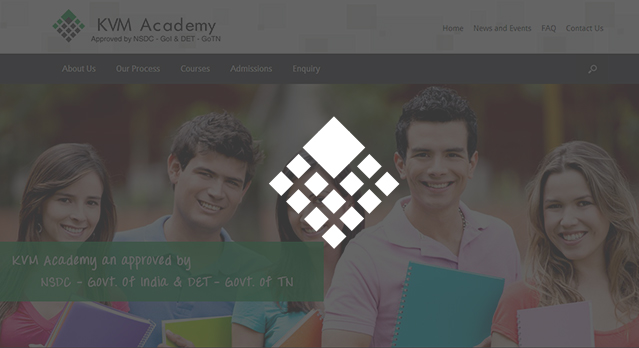 KVM Academy
Approved by NSDC - GoI & DET - GoTN
Home News and Events FAQ Contact Us
About Us Our Process Courses Admissions Enquiry
KVM Academy an approved by
NSDC - Govt. of India & DET - Govt. of TN